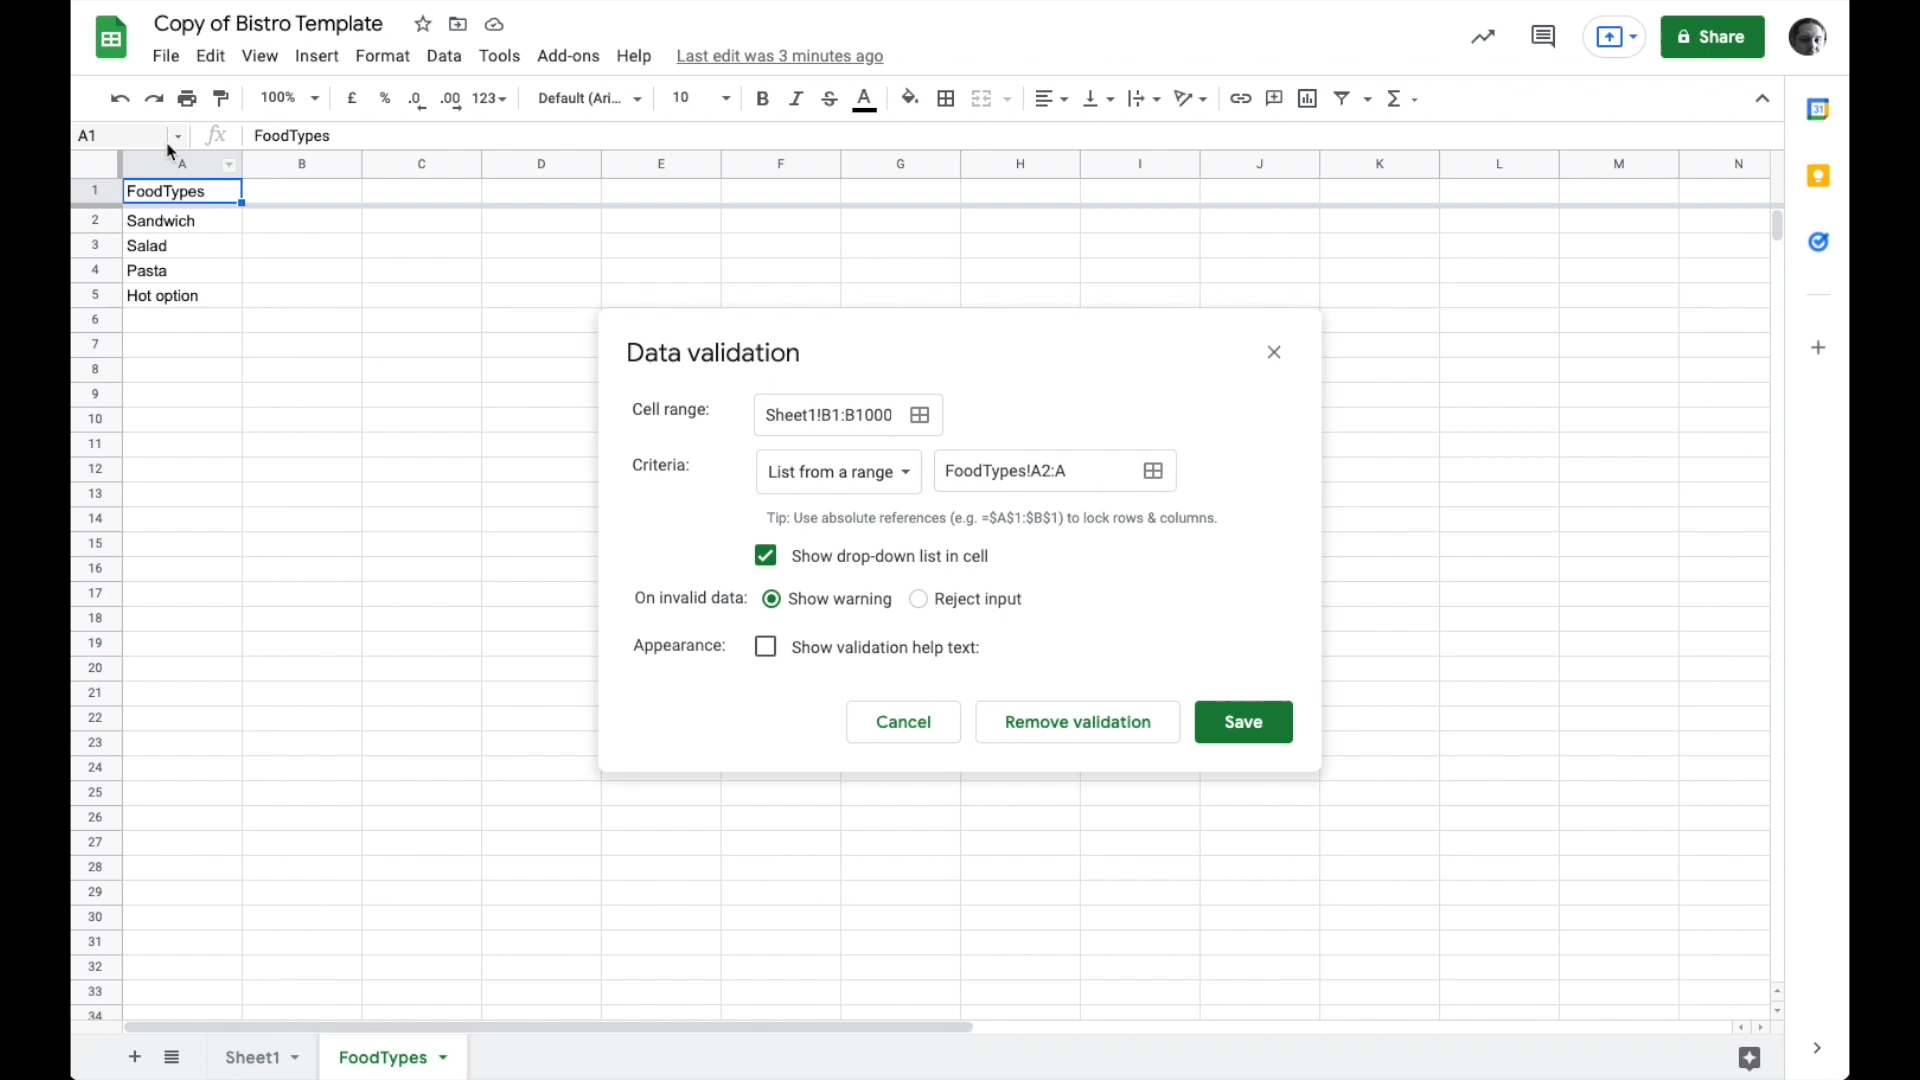 Copy of Bistro Template
File Edit View Insert Format Data Tools Add-ons Help Last edit was 3 minutes ago
Share
100% £ % .0 .00 123 Default (Ari... 10 B I S A Σ
31
A1 fx FoodTypes
A B C D E F G H I J K L M N
1 FoodTypes
2 Sandwich
3 Salad
4 Pasta
5 Hot option
6
7
8
9
10
11
12
13
14
15
16
17
18
19
20
21
22
23
24
25
26
27
28
29
30
31
32
33
34
Data validation
Cell range: Sheet1!B1:B1000
Criteria: List from a range FoodTypes!A2:A
Tip: Use absolute references (e.g. =$A$1:$B$1) to lock rows & columns.
Show drop-down list in cell
On invalid data: Show warning Reject input
Appearance: Show validation help text:
Cancel Remove validation Save
Sheet1 FoodTypes